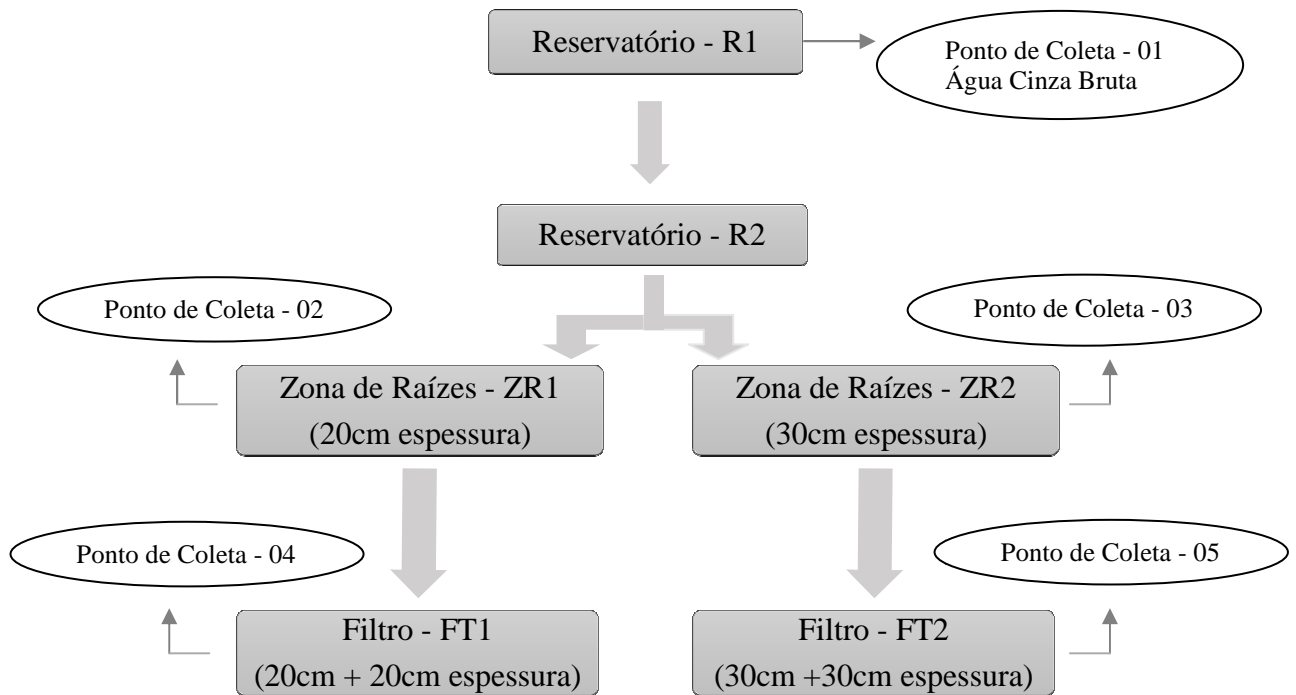 Reservatório - R1
Ponto de Coleta - 01
Água Cinza Bruta
Reservatório - R2
Ponto de Coleta - 02
Ponto de Coleta - 03
Zona de Raízes - ZR1
(20cm espessura)
Zona de Raízes - ZR2
(30cm espessura)
Ponto de Coleta - 04
Ponto de Coleta - 05
Filtro - FT1
(20cm + 20cm espessura)
Filtro - FT2
(30cm +30cm espessura)